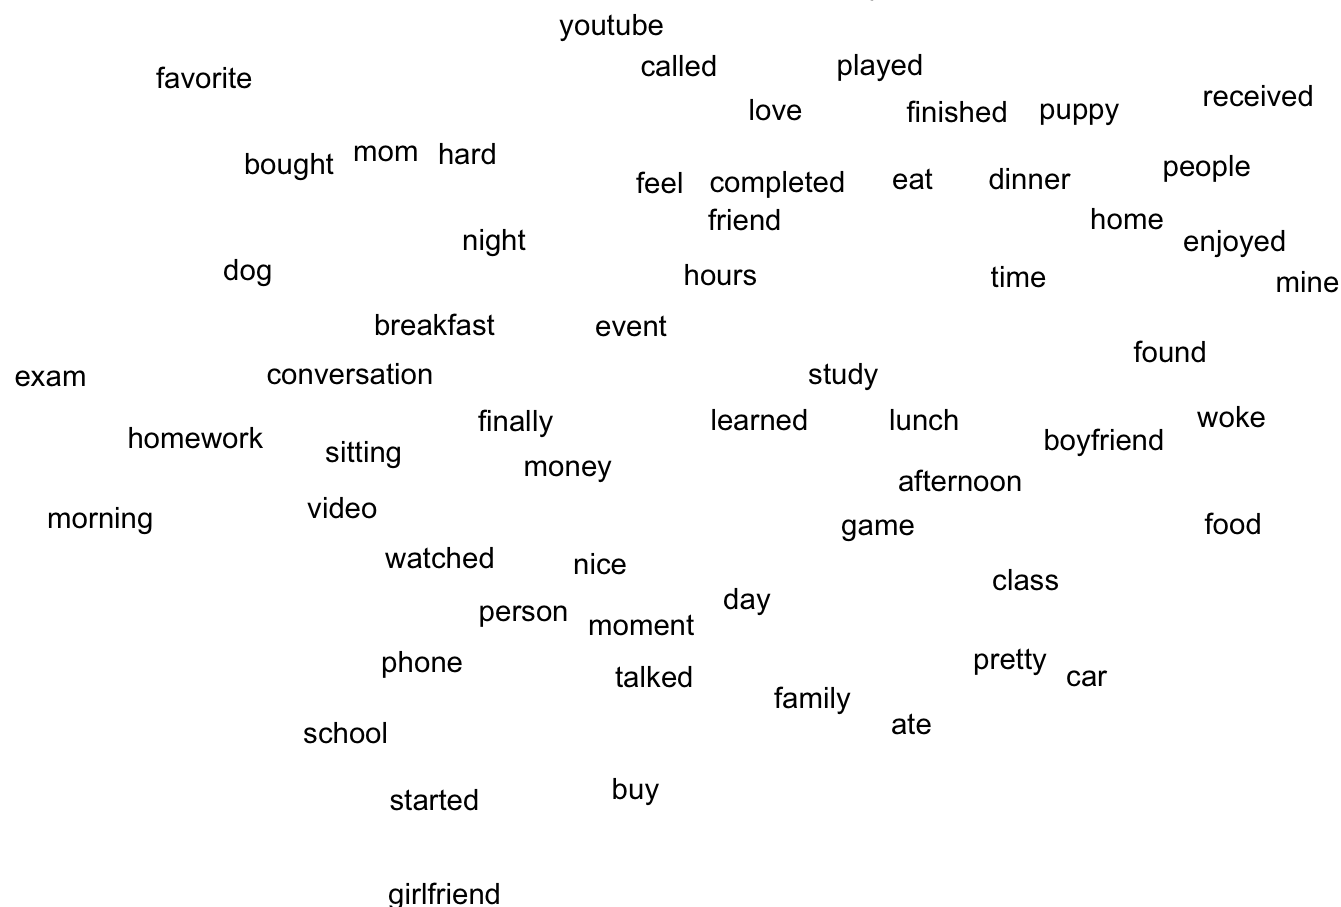 youtube
called played
favorite
received
love finished puppy
bought mom hard
people
feel completed eat dinner
friend home
night enjoyed
dog hours time mine
breakfast event
found
exam conversation study
finally learned lunch woke
homework sitting boyfriend
money
afternoon
morning video game food
watched nice
class
person moment day
phone talked pretty car
family
school ate
started buy
girlfriend